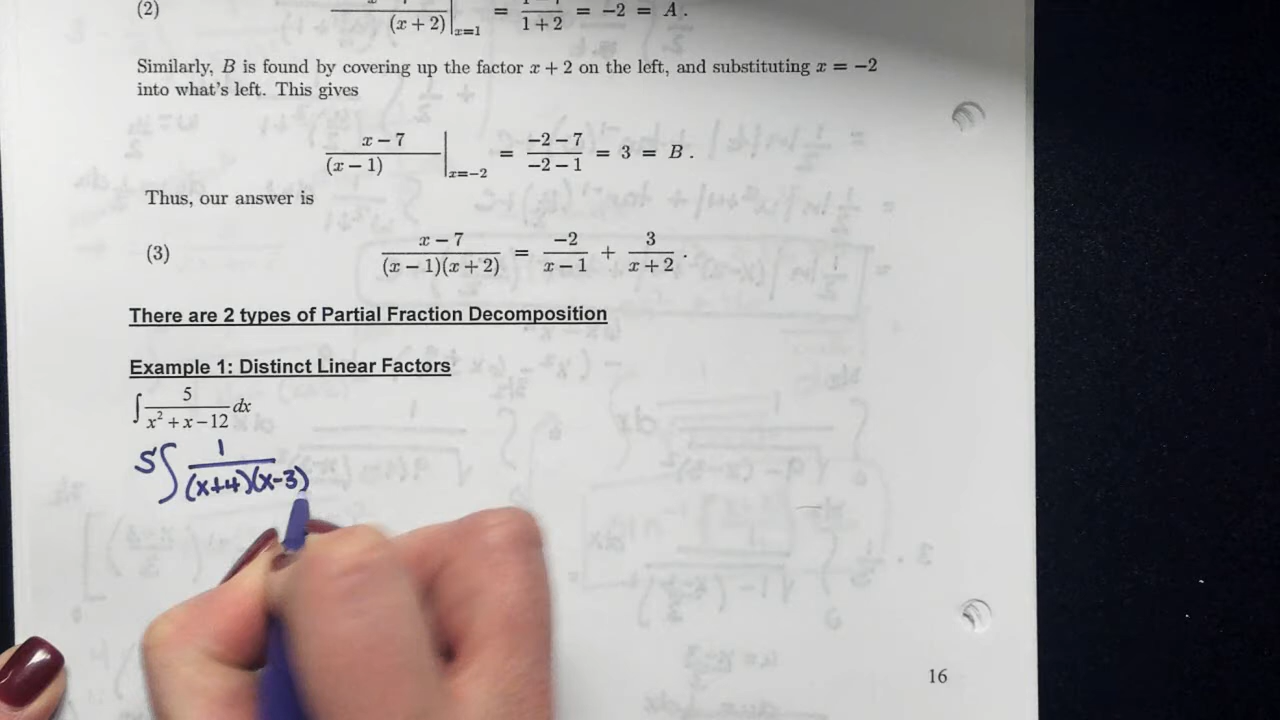 (2) (x + 2)|x=1 = 1 + 2 = −2 = A .
Similarly, B is found by covering up the factor x + 2 on the left, and substituting x = −2
into what's left. This gives
x − 7 / (x − 1) |x=−2 = −2 − 7 / −2 − 1 = 3 = B .
Thus, our answer is
(3) x − 7 / (x − 1)(x + 2) = −2 / x − 1 + 3 / x + 2 .
There are 2 types of Partial Fraction Decomposition
Example 1: Distinct Linear Factors
∫ 5 / x² + x − 12 dx
5 ∫ 1 / (x+4)(x-3)
16